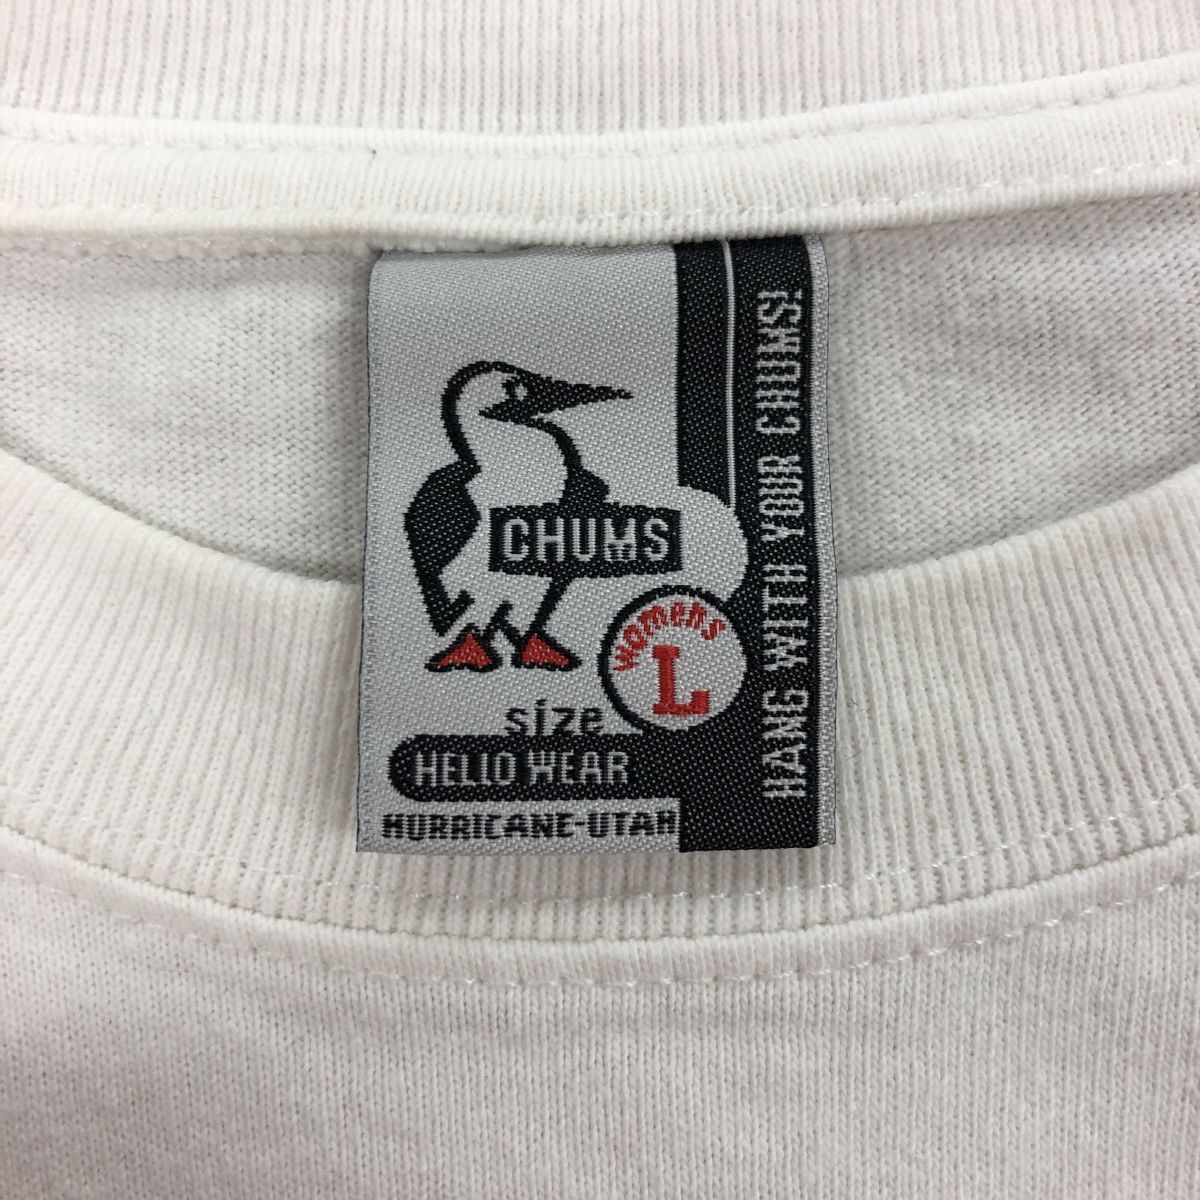 CHUMS
womens
L
size
HELLO WEAR
HURRICANE-UTAH
HANG WITH YOUR CHUMS!